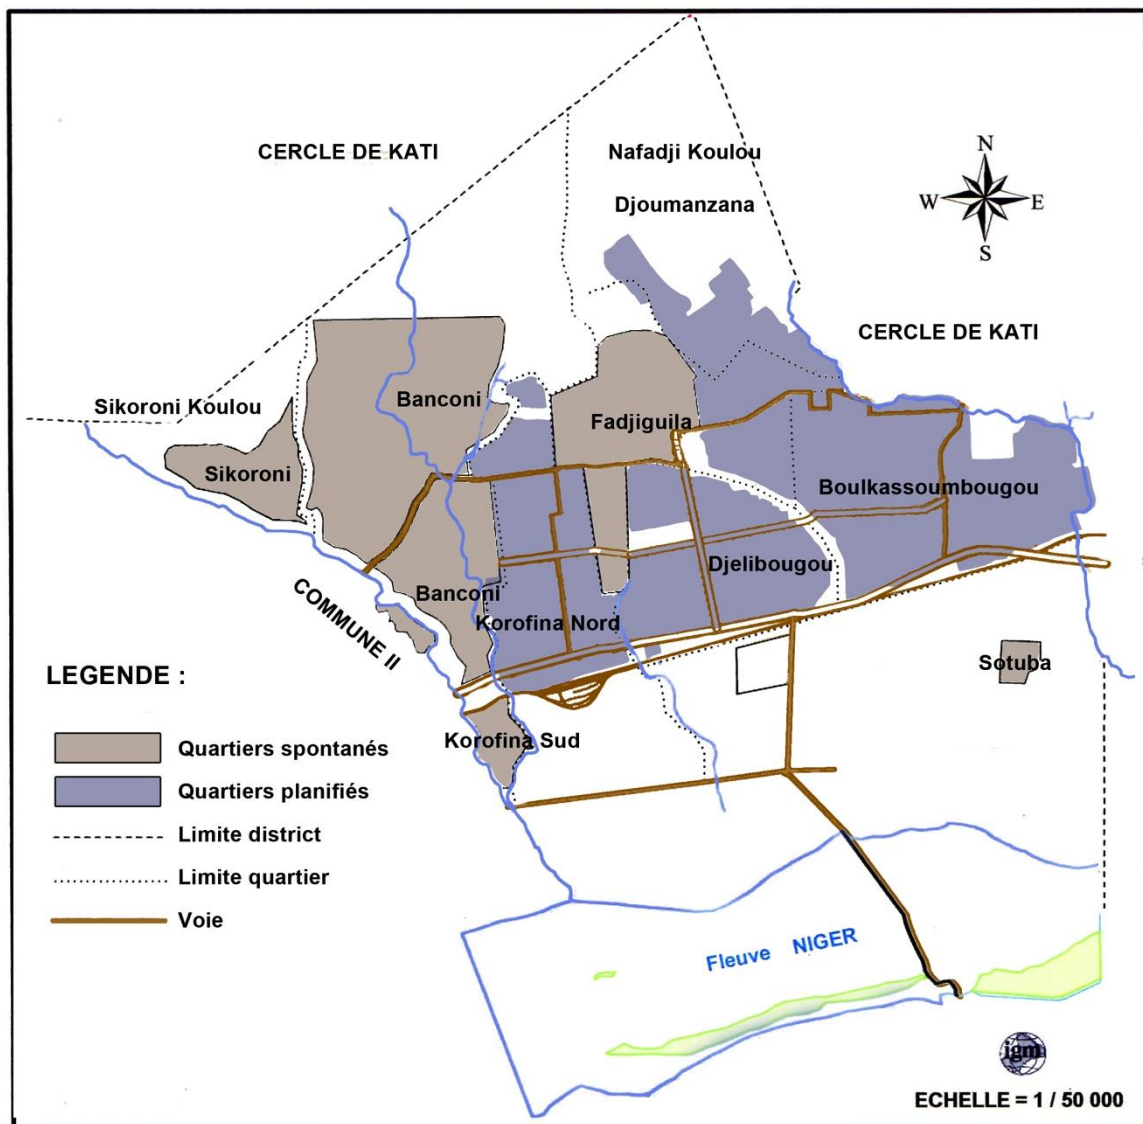 CERCLE DE KATI
Nafadji Koulou
Djoumanzana
N
W
E
S
CERCLE DE KATI
Sikoroni Koulou
Banconi
Fadjiguila
Sikoroni
Boulkassoumbougou
Djelibougou
Banconi
COMMUNE II
Korofina Nord
Sotuba
LEGENDE :
Korofina Sud
Quartiers spontanés
Quartiers planifiés
Limite district
Limite quartier
Voie
Fleuve NIGER
igm
ECHELLE = 1 / 50 000